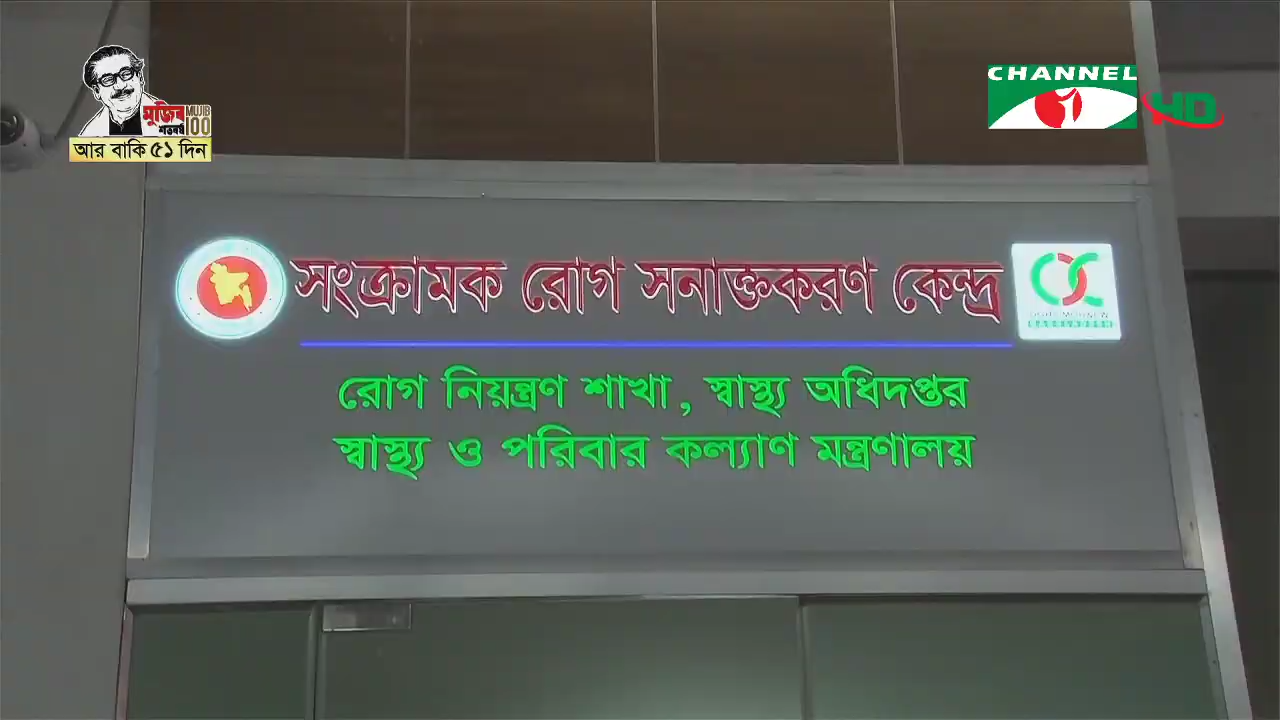 মুজিব MUJIB
শতবর্ষ 100
আর বাকি ৫১ দিন
CHANNEL
i HD
সংক্রামক রোগ সনাক্তকরণ কেন্দ্র
রোগ নিয়ন্ত্রণ শাখা, স্বাস্থ্য অধিদপ্তর
স্বাস্থ্য ও পরিবার কল্যাণ মন্ত্রণালয়